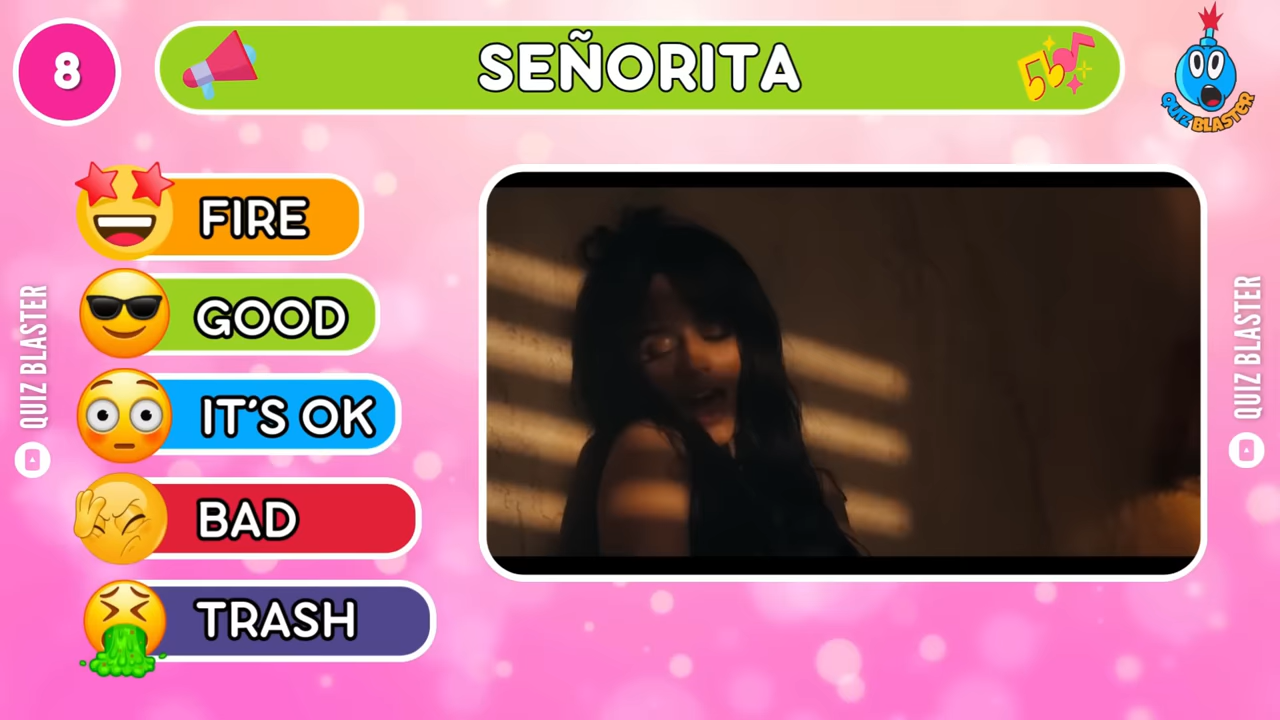 8
SEÑORITA
QUIZ BLASTER
FIRE
GOOD
IT'S OK
BAD
TRASH
QUIZ BLASTER
QUIZ BLASTER